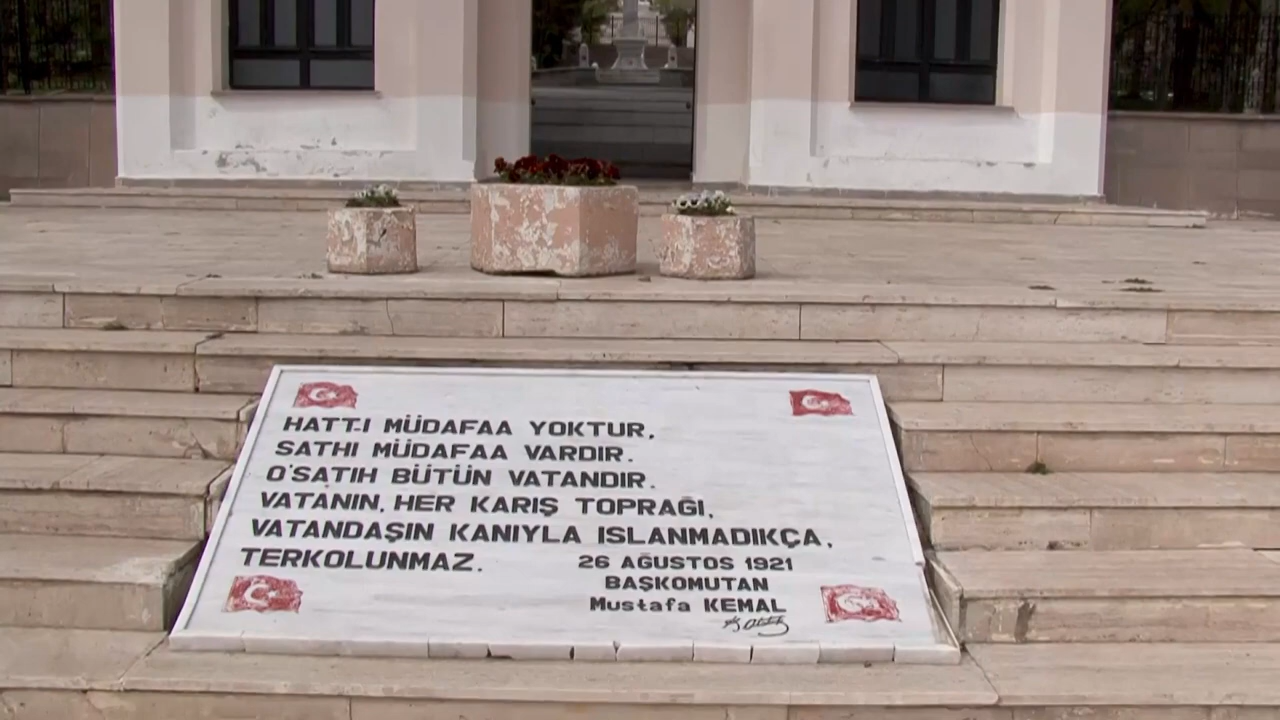 HATT-I MÜDAFAA YOKTUR,
SATHI MÜDAFAA VARDIR.
O'SATIH BÜTÜN VATANDIR.
VATANIN, HER KARIŞ TOPRAĞI,
VATANDAŞIN KANIYLA ISLANMADIKÇA,
TERKOLUNMAZ.
26 AĞUSTOS 1921
BAŞKOMUTAN
Mustafa KEMAL